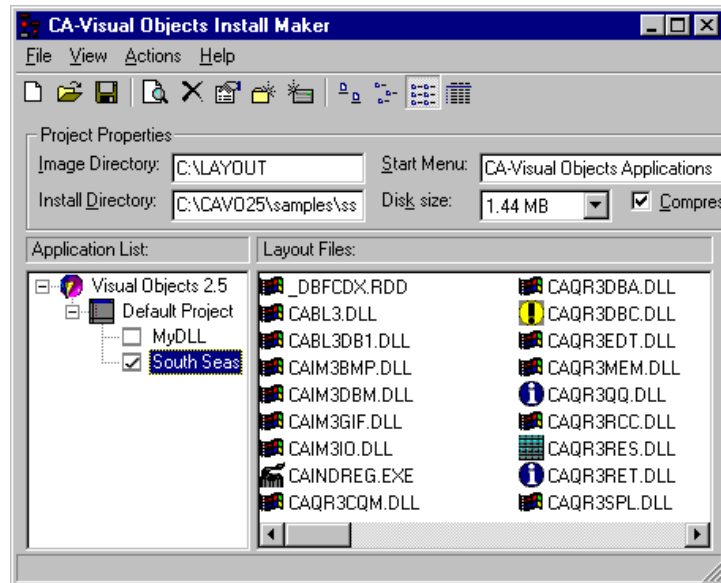 CA-Visual Objects Install Maker
File View Actions Help
Project Properties
Image Directory: C:\LAYOUT Start Menu: CA-Visual Objects Applications
Install Directory: C:\CAVO25\samples\ss Disk size: 1.44 MB Compres
Application List: Layout Files:
Visual Objects 2.5
Default Project
MyDLL
South Seas
_DBFCDX.RDD CAQR3DBA.DLL
CABL3.DLL CAQR3DBC.DLL
CABL3DB1.DLL CAQR3EDT.DLL
CAIM3BMP.DLL CAQR3MEM.DLL
CAIM3DBM.DLL CAQR3QQ.DLL
CAIM3GIF.DLL CAQR3RCC.DLL
CAIM3IO.DLL CAQR3RES.DLL
CAINDREG.EXE CAQR3RET.DLL
CAQR3CQM.DLL CAQR3SPL.DLL